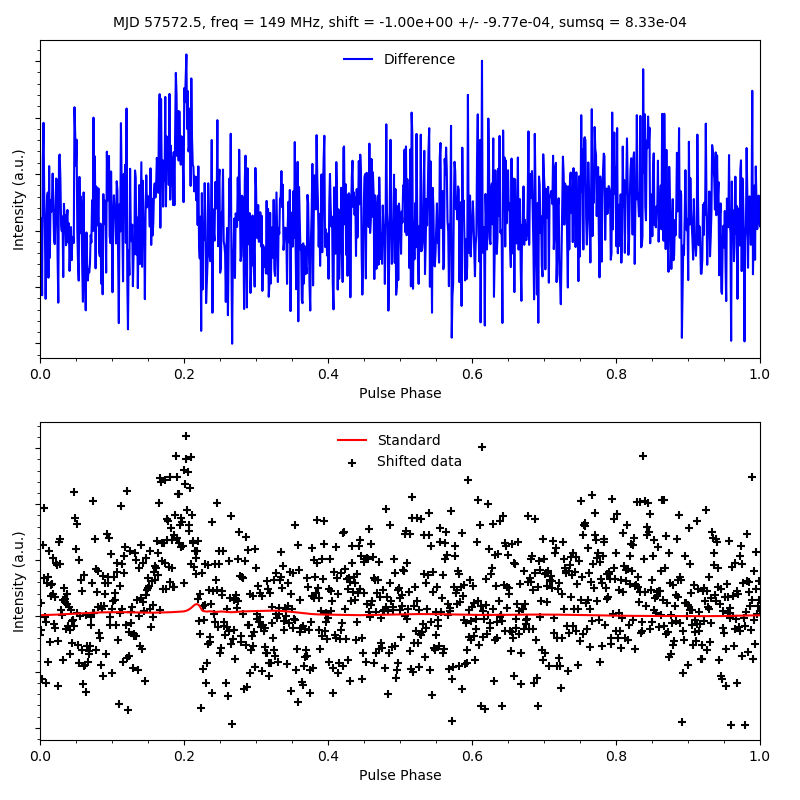 MJD 57572.5, freq = 149 MHz, shift = -1.00e+00 +/- -9.77e-04, sumsq = 8.33e-04
Difference
Intensity (a.u.)
0.0 0.2 0.4 0.6 0.8 1.0
Pulse Phase
Standard
Shifted data
Intensity (a.u.)
0.0 0.2 0.4 0.6 0.8 1.0
Pulse Phase